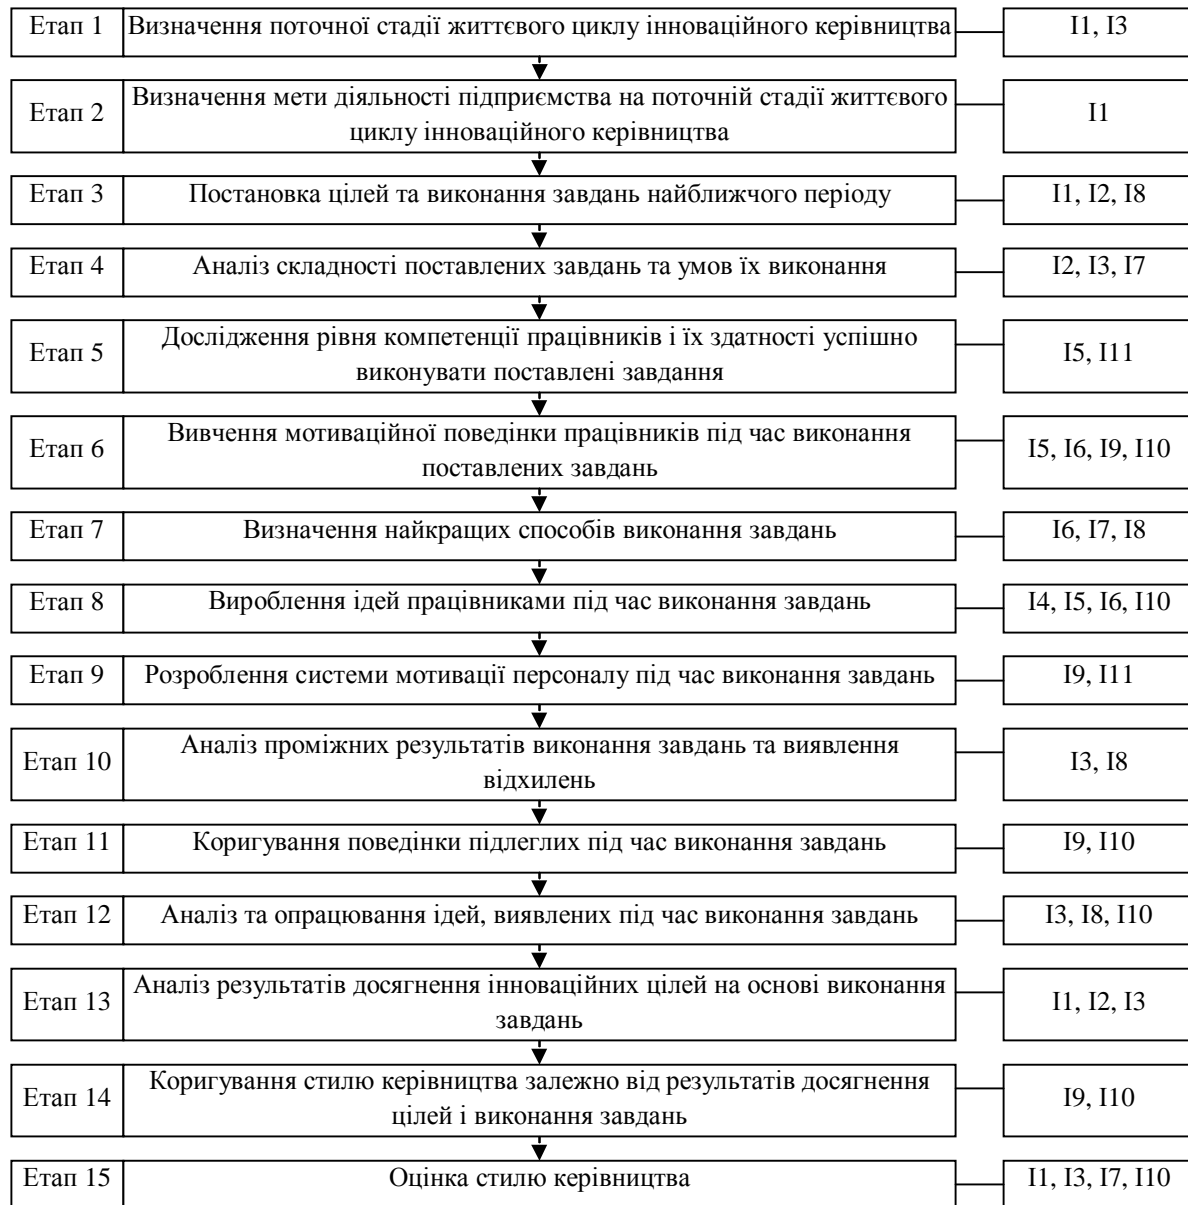 Етап 1 Визначення поточної стадії життєвого циклу інноваційного керівництва І1, І3
Етап 2 Визначення мети діяльності підприємства на поточній стадії життєвого
циклу інноваційного керівництва
І1
Етап 3 Постановка цілей та виконання завдань найближчого періоду І1, І2, І8
Етап 4 Аналіз складності поставлених завдань та умов їх виконання І2, І3, І7
Етап 5 Дослідження рівня компетенції працівників і їх здатності успішно
виконувати поставлені завдання
І5, І11
Етап 6 Вивчення мотиваційної поведінки працівників під час виконання
поставлених завдань
І5, І6, І9, І10
Етап 7 Визначення найкращих способів виконання завдань І6, І7, І8
Етап 8 Вироблення ідей працівниками під час виконання завдань І4, І5, І6, І10
Етап 9 Розроблення системи мотивації персоналу під час виконання завдань І9, І11
Етап 10 Аналіз проміжних результатів виконання завдань та виявлення
відхилень
І3, І8
Етап 11 Коригування поведінки підлеглих під час виконання завдань І9, І10
Етап 12 Аналіз та опрацювання ідей, виявлених під час виконання завдань І3, І8, І10
Етап 13 Аналіз результатів досягнення інноваційних цілей на основі виконання
завдань
І1, І2, І3
Етап 14 Коригування стилю керівництва залежно від результатів досягнення
цілей і виконання завдань
І9, І10
Етап 15 Оцінка стилю керівництва І1, І3, І7, І10